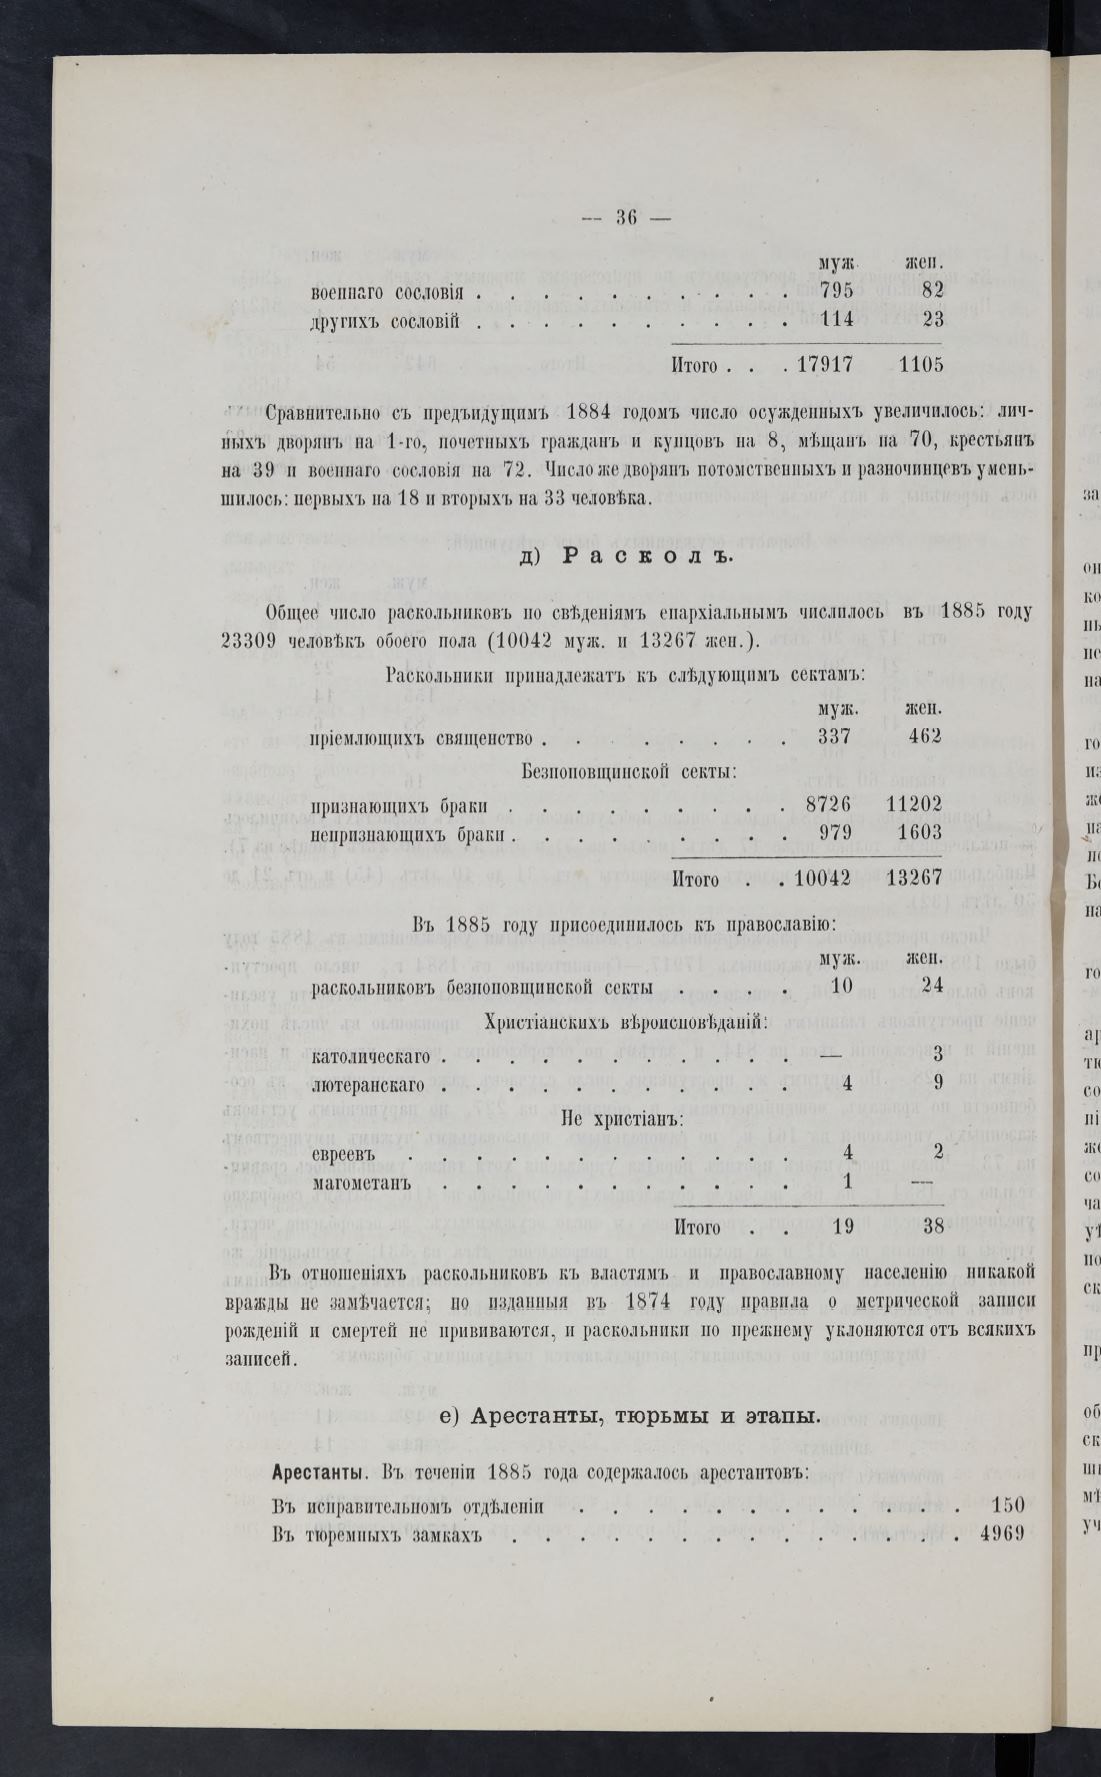 — 36 —
муж. жен.
военнаго сословія . . . . . . . . . . 795 82
другихъ сословій . . . . . . . . . . 114 23
Итого . . . 17917 1105
Сравнительно съ предъидущимъ 1884 годомъ число осужденныхъ увеличилось: лич-
ныхъ дворянъ на 1-го, почетныхъ гражданъ и купцовъ на 8, мѣщанъ на 70, крестьянъ
на 39 и военнаго сословія на 72. Число же дворянъ потомственныхъ и разночинцевъ умень-
шилось: первыхъ на 18 и вторыхъ на 33 человѣка.
д) Расколъ.
Общее число раскольниковъ по свѣденіямъ епархіальнымъ числилось въ 1885 году
23309 человѣкъ обоего пола (10042 муж. и 13267 жен.).
Раскольники принадлежатъ къ слѣдующимъ сектамъ:
муж. жен.
пріемлющихъ священство . . . . . . . . 337 462
Безпоповщинской секты:
признающихъ браки . . . . . . . . . 8726 11202
непризнающихъ браки . . . . . . . . . 979 1603
Итого . . 10042 13267
Въ 1885 году присоединилось къ православію:
муж. жен.
раскольниковъ безпоповщинской секты . . . . 10 24
Христіанскихъ вѣроисповѣданій:
католическаго . . . . . . . . . . . — 3
лютеранскаго . . . . . . . . . . . 4 9
Не христіанъ:
евреевъ . . . . . . . . . . . . 4 2
магометанъ . . . . . . . . . . . 1 —
Итого . . 19 38
Въ отношеніяхъ раскольниковъ къ властямъ и православному населенію никакой
вражды не замѣчается; но изданныя въ 1874 году правила о метрической записи
рожденій и смертей не прививаются, и раскольники по прежнему уклоняются отъ всякихъ
записей.
е) Арестанты, тюрьмы и этапы.
Арестанты. Въ теченіи 1885 года содержалось арестантовъ:
Въ исправительномъ отдѣленіи . . . . . . . . . . . . 150
Въ тюремныхъ замкахъ . . . . . . . . . . . . . . 4969